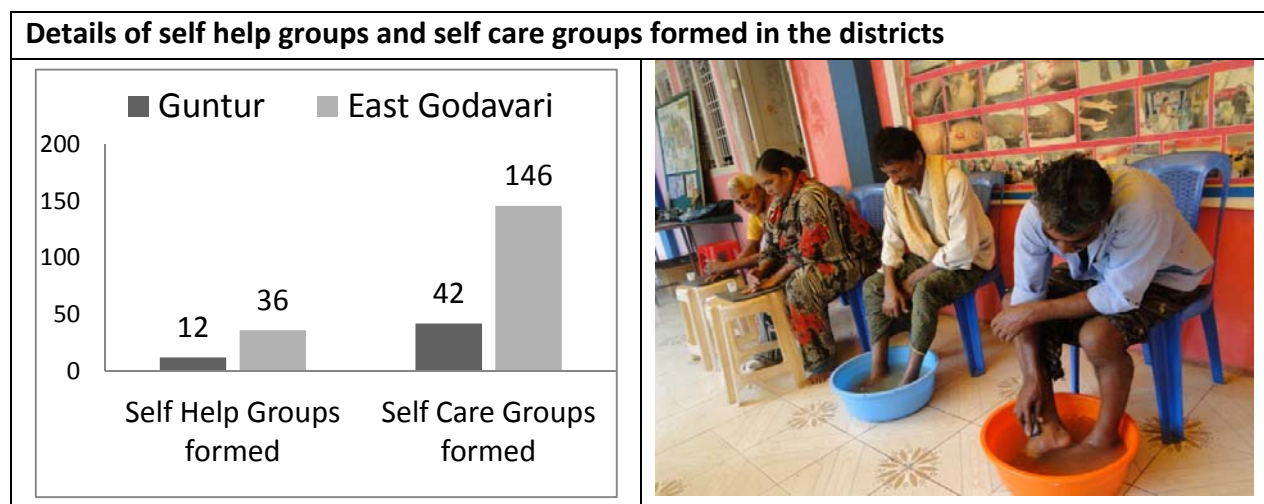 Details of self help groups and self care groups formed in the districts
Guntur East Godavari
200
150
100
50
0
12
36
42
146
Self Help Groups
formed
Self Care Groups
formed